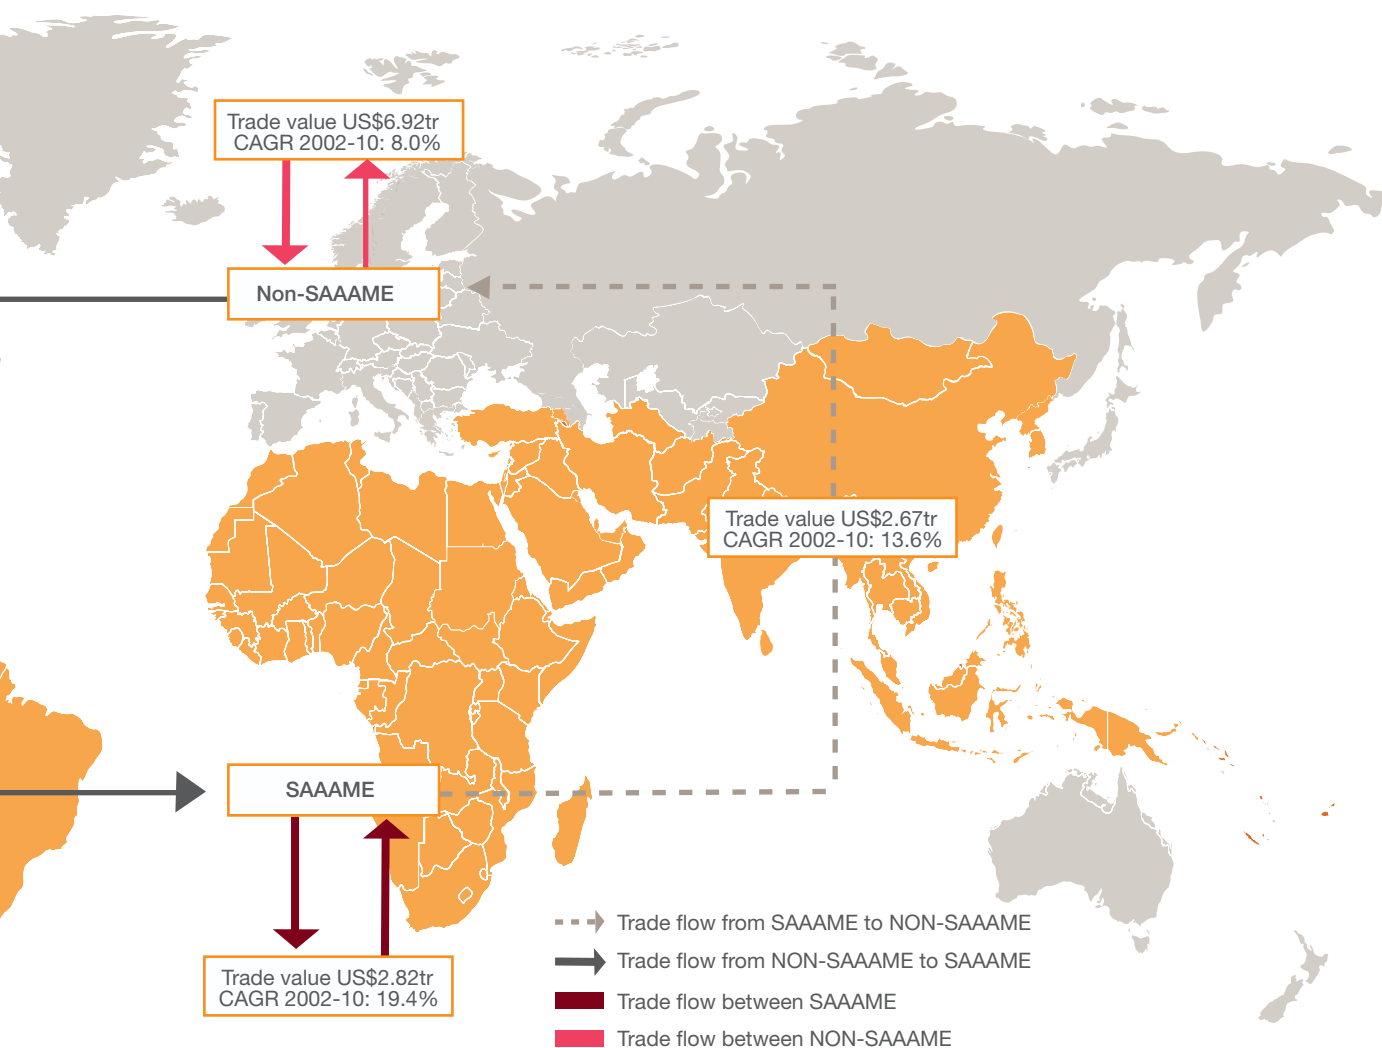 Trade value US$6.92tr
CAGR 2002-10: 8.0%
Non-SAAAME
Trade value US$2.67tr
CAGR 2002-10: 13.6%
SAAAME
Trade value US$2.82tr
CAGR 2002-10: 19.4%
Trade flow from SAAAME to NON-SAAAME
Trade flow from NON-SAAAME to SAAAME
Trade flow between SAAAME
Trade flow between NON-SAAAME